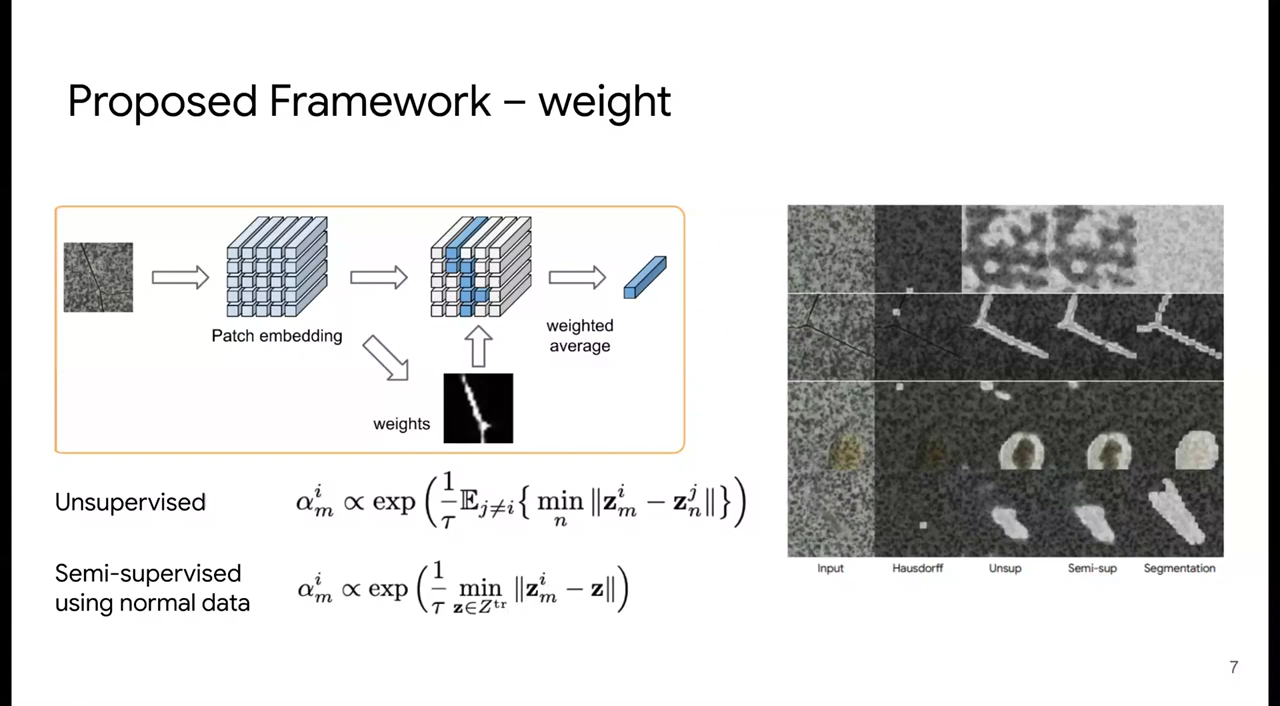 Proposed Framework – weight
Patch embedding
weighted
average
weights
Unsupervised
α_m^i ∝ exp( 1/τ 𝔼_{j≠i}{ min_n ‖z_m^i − z_n^j‖ } )
Semi-supervised
using normal data
α_m^i ∝ exp( 1/τ min_{z∈Z^tr} ‖z_m^i − z‖ )
Input Hausdorff Unsup Semi-sup Segmentation
7